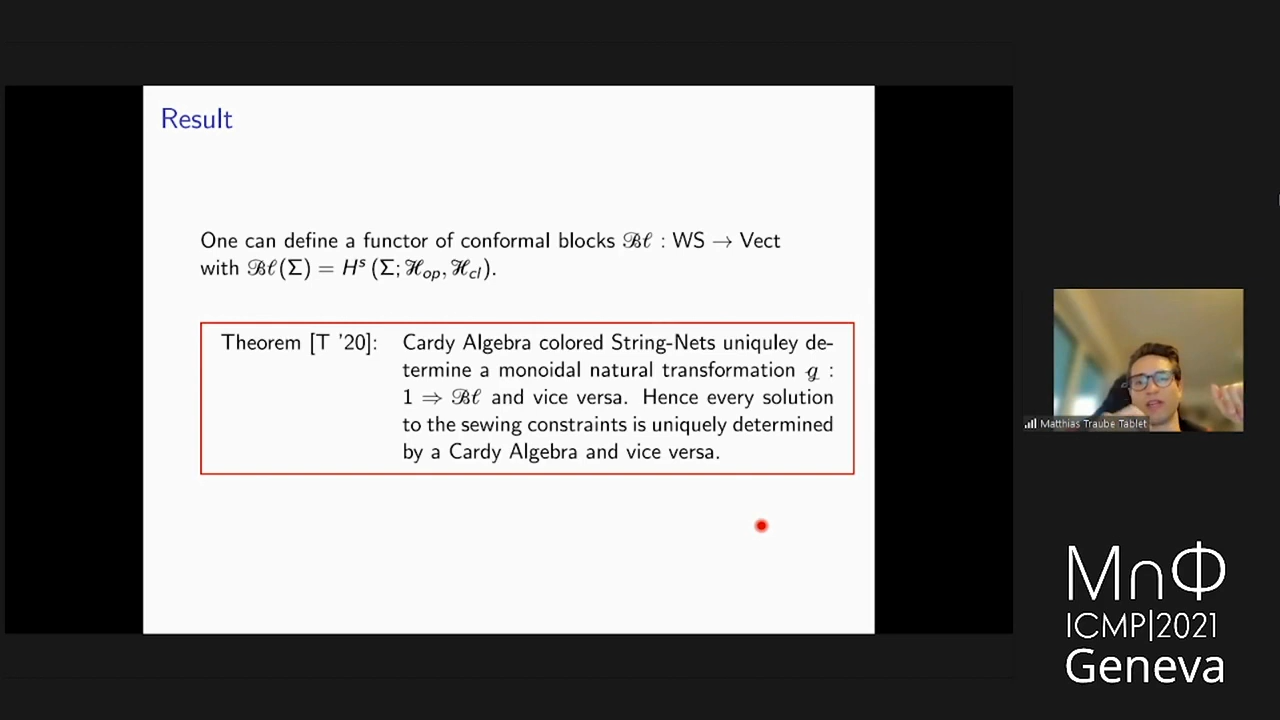 Result
One can define a functor of conformal blocks ℬℓ : WS → Vect
with ℬℓ(Σ) = Hˢ (Σ; ℋ_op, ℋ_cl).
Theorem [T '20]: Cardy Algebra colored String-Nets uniquley de-
termine a monoidal natural transformation ℊ :
1 ⇒ ℬℓ and vice versa. Hence every solution
to the sewing constraints is uniquely determined
by a Cardy Algebra and vice versa.
Matthias Traube Tablet
M∩Φ
ICMP|2021
Geneva